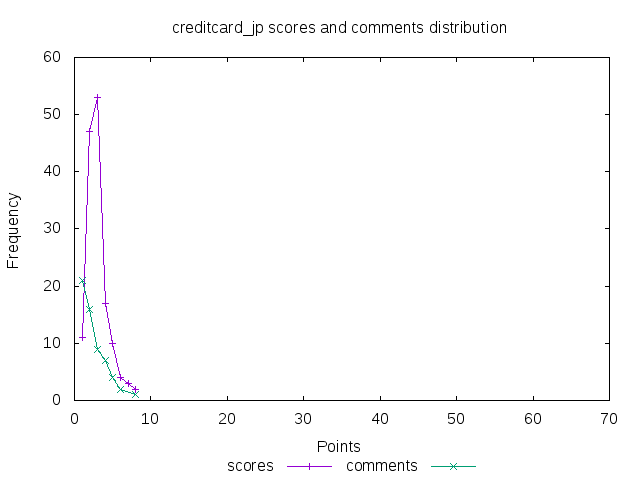 creditcard_jp scores and comments distribution
60
50
40
30
20
10
0
Frequency
0 10 20 30 40 50 60 70
Points
scores comments